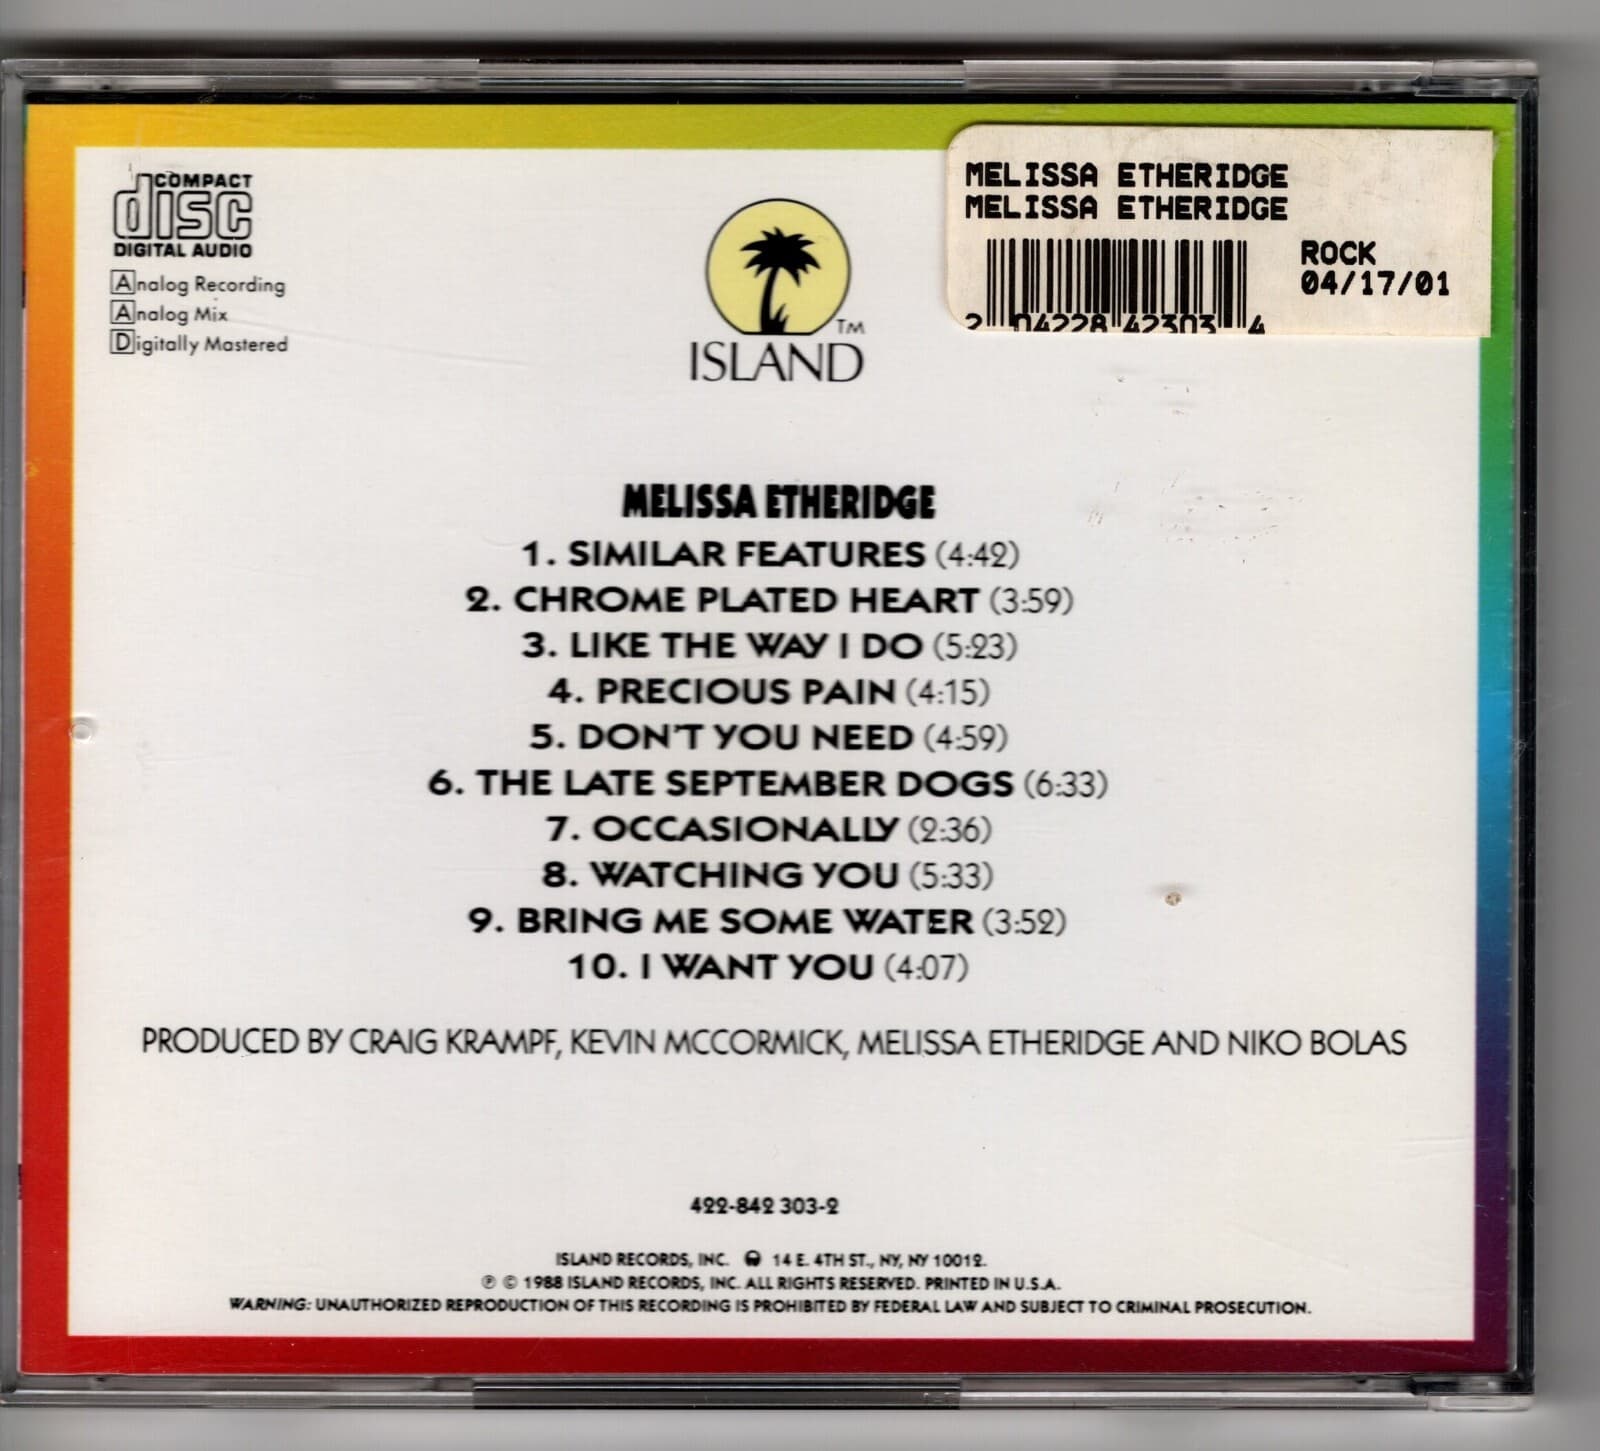 COMPACT
disc
DIGITAL AUDIO
Analog Recording
Analog Mix
Digitally Mastered
TM
ISLAND
MELISSA ETHERIDGE
MELISSA ETHERIDGE
ROCK
04/17/01
2 04228 42303 4
MELISSA ETHERIDGE
1. SIMILAR FEATURES (4:42)
2. CHROME PLATED HEART (3:59)
3. LIKE THE WAY I DO (5:23)
4. PRECIOUS PAIN (4:15)
5. DON'T YOU NEED (4:59)
6. THE LATE SEPTEMBER DOGS (6:33)
7. OCCASIONALLY (2:36)
8. WATCHING YOU (5:33)
9. BRING ME SOME WATER (3:52)
10. I WANT YOU (4:07)
PRODUCED BY CRAIG KRAMPF, KEVIN MCCORMICK, MELISSA ETHERIDGE AND NIKO BOLAS
422-842 303-2
ISLAND RECORDS, INC. 14 E. 4TH ST., NY, NY 10012.
℗ © 1988 ISLAND RECORDS, INC. ALL RIGHTS RESERVED. PRINTED IN U.S.A.
WARNING: UNAUTHORIZED REPRODUCTION OF THIS RECORDING IS PROHIBITED BY FEDERAL LAW AND SUBJECT TO CRIMINAL PROSECUTION.